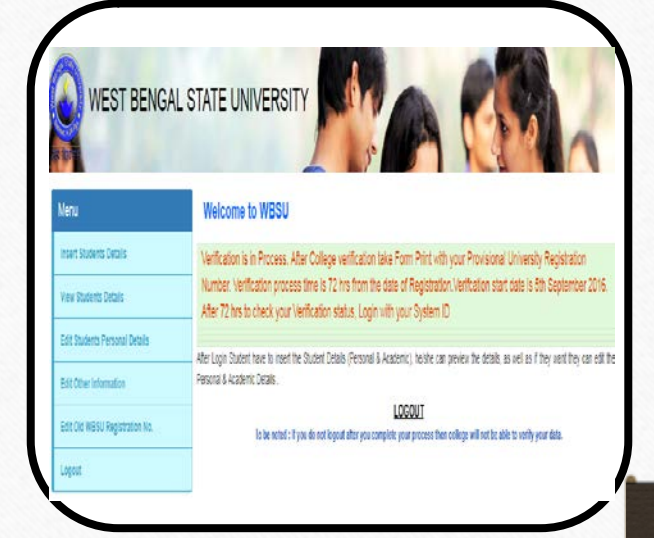 WEST BENGAL STATE UNIVERSITY
Menu
Insert Students Details
View Students Details
Edit Students Personal Details
Edit Other Information
Edit Old WBSU Registration No.
Logout
Welcome to WBSU
Verification is in Process. After College verification take Form Print with your Provisional University Registration
Number. Verification process time is 72 hrs from the date of Registration.Verification start date is 5th September 2016.
After 72 hrs to check your Verification status, Login with your System ID
After Login Student have to insert the Student Details (Personal & Academic), he/she can preview the details, as well as if they want they can edit the
Personal & Academic Details.
LOGOUT
To be noted : If you do not logout after you complete your process then college will not be able to verify your data.